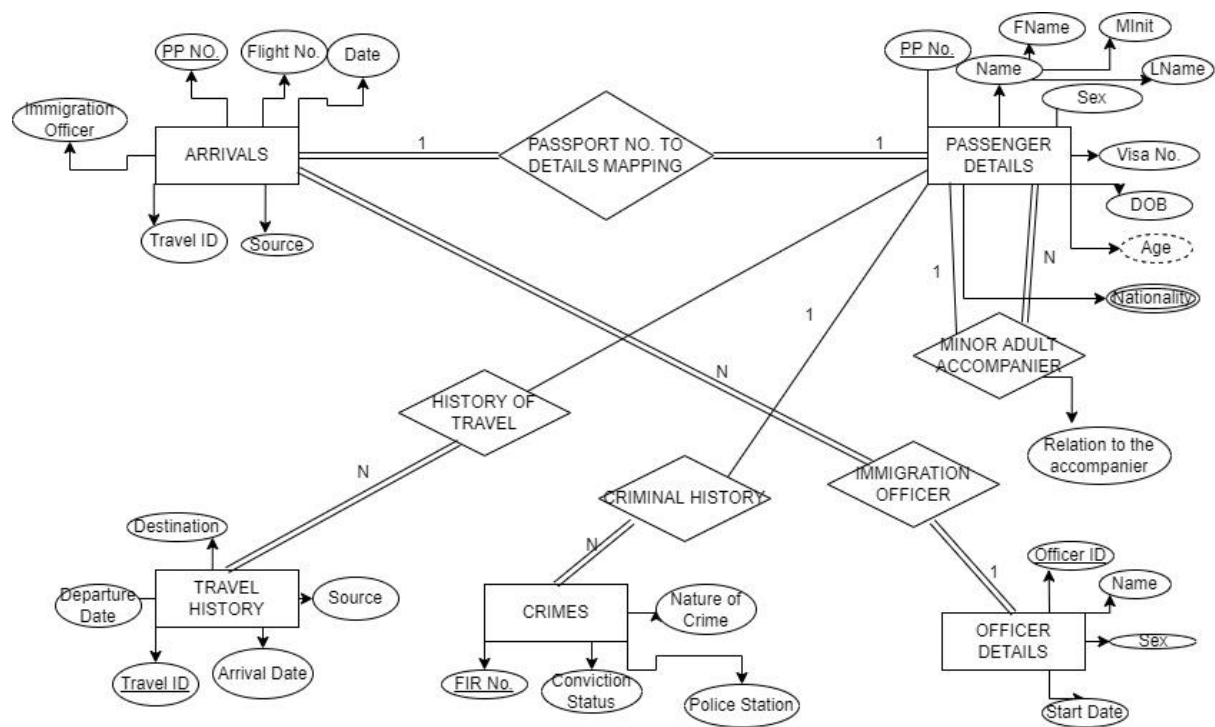 FName
MInit
PP NO.
Flight No.
Date
PP No.
Name
LName
Immigration
Officer
Sex
ARRIVALS
1
PASSPORT NO. TO
DETAILS MAPPING
1
PASSENGER
DETAILS
Visa No.
DOB
Travel ID
Source
Age
1
N
Nationality
1
MINOR ADULT
ACCOMPANIER
N
HISTORY OF
TRAVEL
Relation to the
accompanier
N
CRIMINAL HISTORY
IMMIGRATION
OFFICER
Destination
N
Officer ID
Departure
Date
TRAVEL
HISTORY
Source
CRIMES
Nature of
Crime
1
Name
OFFICER
DETAILS
Sex
Travel ID
Arrival Date
FIR No.
Conviction
Status
Police Station
Start Date